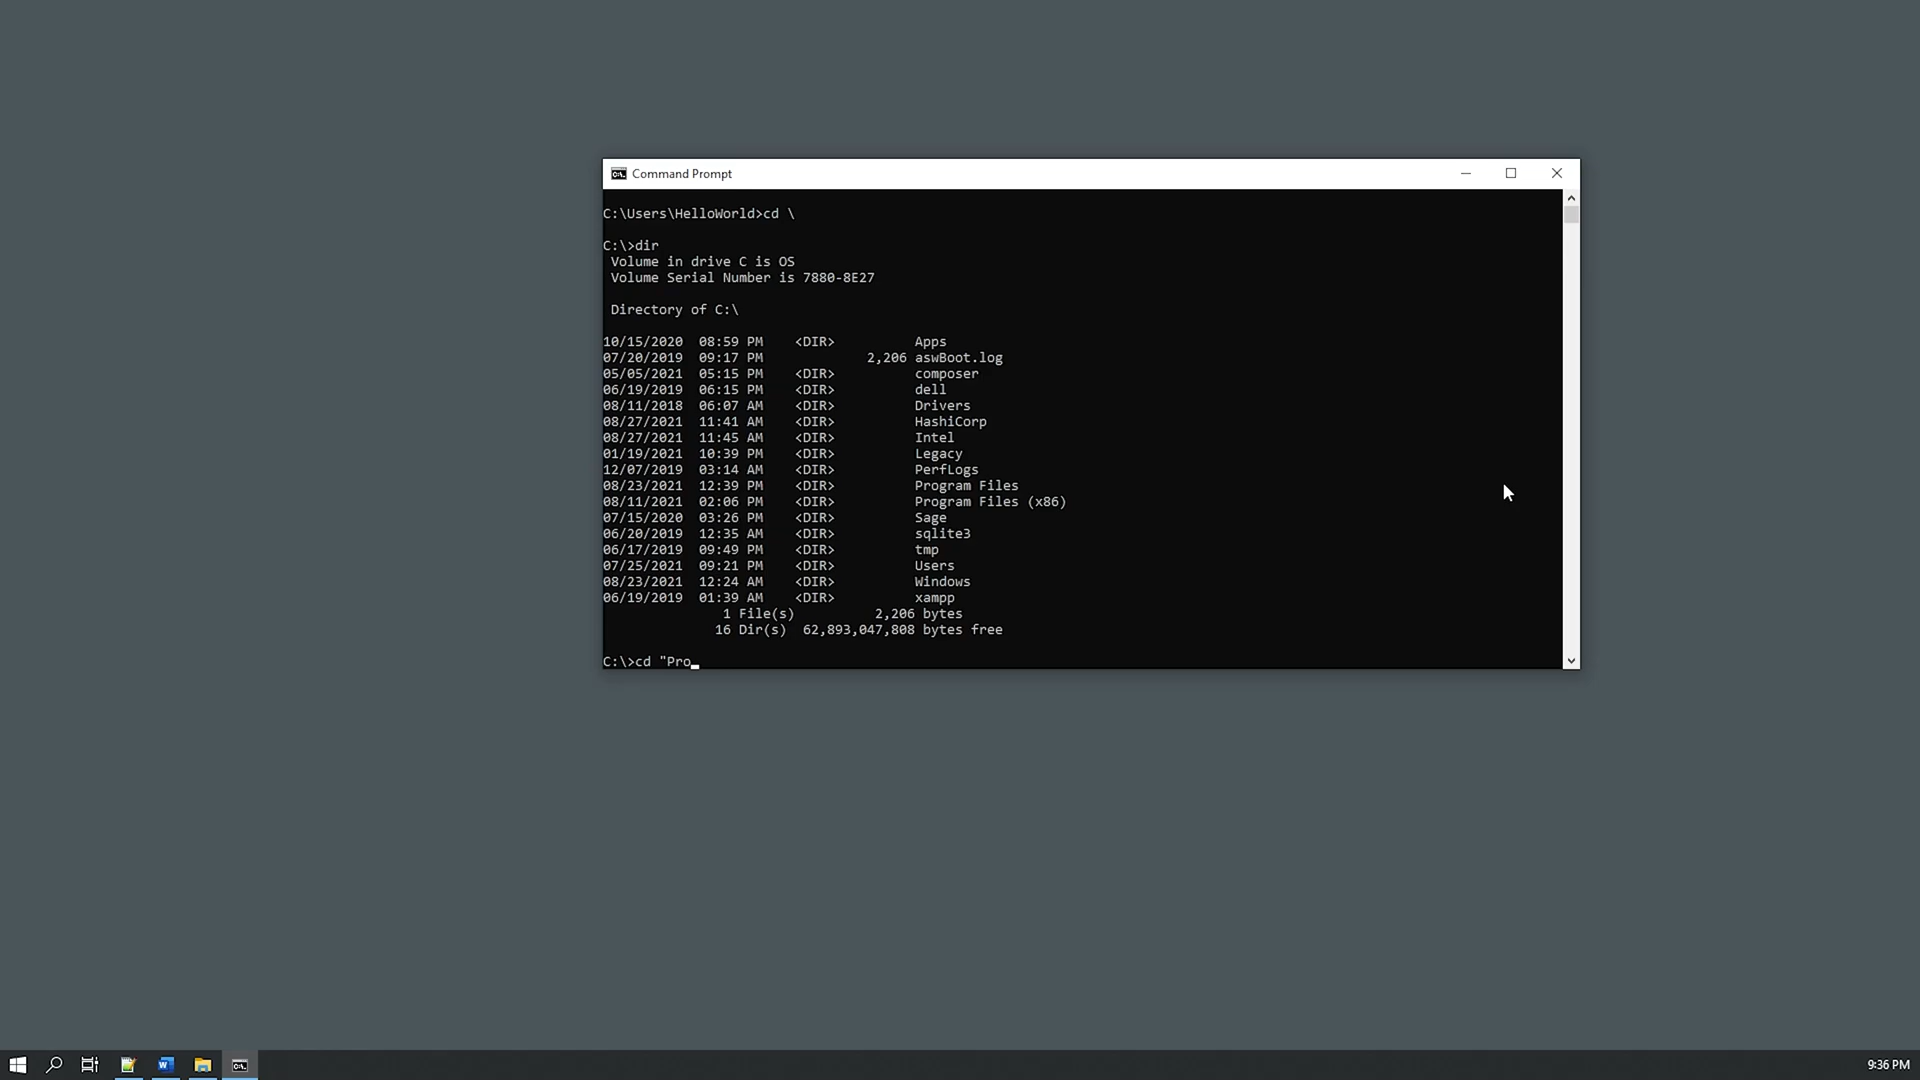 Command Prompt
C:\Users\HelloWorld>cd \
C:\>dir
 Volume in drive C is OS
 Volume Serial Number is 7880-8E27
 Directory of C:\
10/15/2020  08:59 PM    <DIR>          Apps
07/20/2019  09:17 PM             2,206 aswBoot.log
05/05/2021  05:15 PM    <DIR>          composer
06/19/2019  06:15 PM    <DIR>          dell
08/11/2018  06:07 AM    <DIR>          Drivers
08/27/2021  11:41 AM    <DIR>          HashiCorp
08/27/2021  11:45 AM    <DIR>          Intel
01/19/2021  10:39 PM    <DIR>          Legacy
12/07/2019  03:14 AM    <DIR>          PerfLogs
08/23/2021  12:39 PM    <DIR>          Program Files
08/11/2021  02:06 PM    <DIR>          Program Files (x86)
07/15/2020  03:26 PM    <DIR>          Sage
06/20/2019  12:35 AM    <DIR>          sqlite3
06/17/2019  09:49 PM    <DIR>          tmp
07/25/2021  09:21 PM    <DIR>          Users
08/23/2021  12:24 AM    <DIR>          Windows
06/19/2019  01:39 AM    <DIR>          xampp
               1 File(s)          2,206 bytes
              16 Dir(s)  62,893,047,808 bytes free
C:\>cd "Pro_
9:36 PM